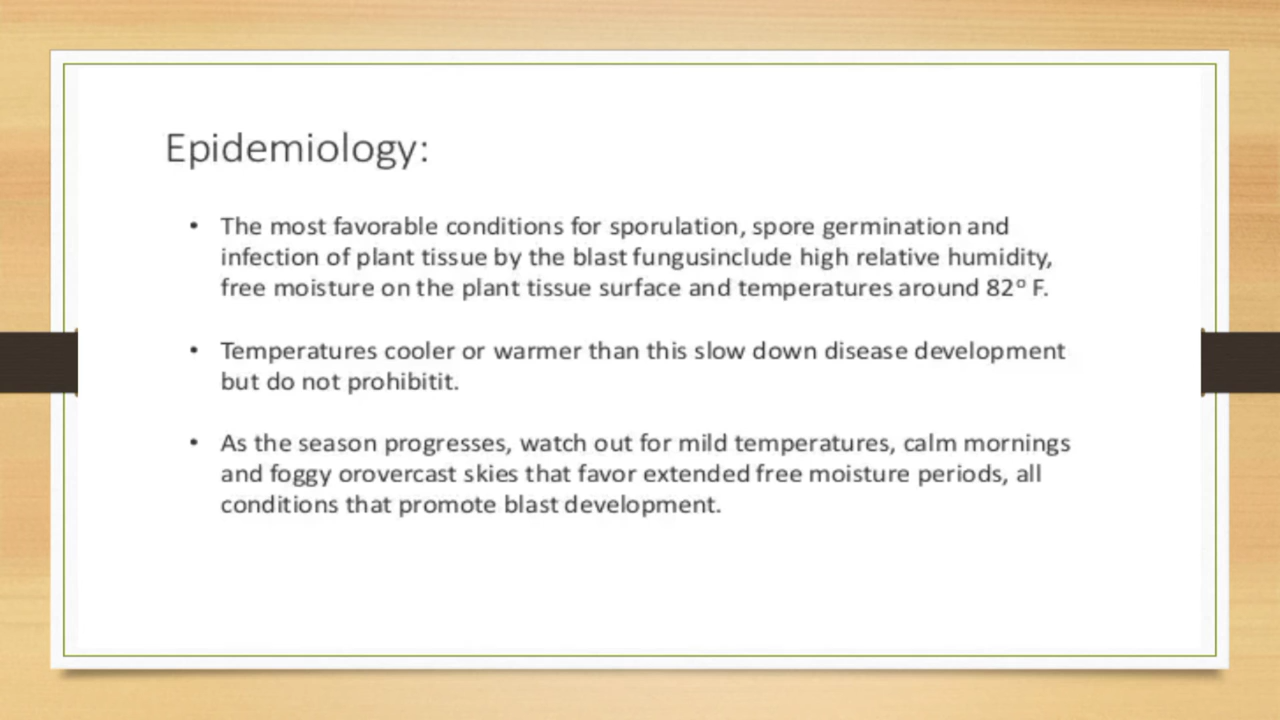 Epidemiology:
• The most favorable conditions for sporulation, spore germination and
infection of plant tissue by the blast fungusinclude high relative humidity,
free moisture on the plant tissue surface and temperatures around 82º F.
• Temperatures cooler or warmer than this slow down disease development
but do not prohibitit.
• As the season progresses, watch out for mild temperatures, calm mornings
and foggy orovercast skies that favor extended free moisture periods, all
conditions that promote blast development.